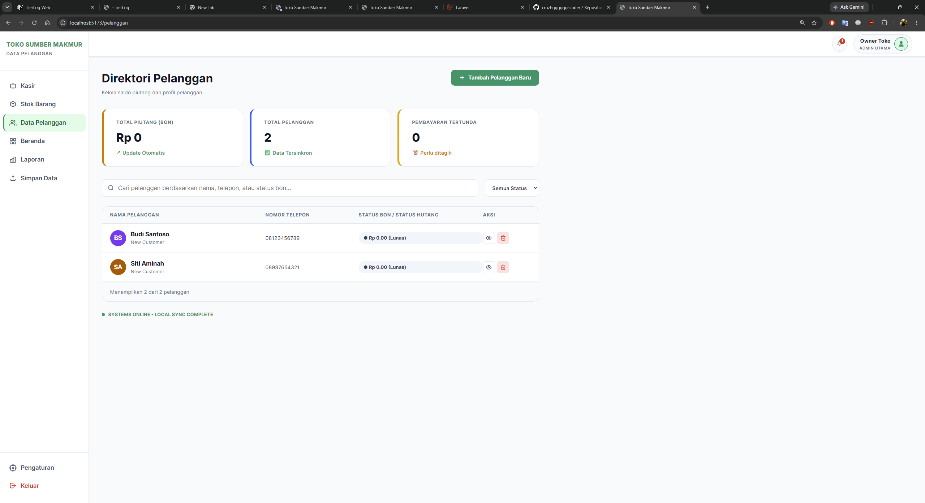 New tab
Ask Gemini
localhost:5173/pelanggan
TOKO SUMBER MAKMUR
DATA PELANGGAN
Owner Toko
ADMIN UTAMA
Kasir
Stok Barang
Data Pelanggan
Beranda
Laporan
Simpan Data
Pengaturan
Keluar
Direktori Pelanggan
Kelola saldo piutang dan profil pelanggan
+ Tambah Pelanggan Baru
TOTAL PIUTANG (BON)
Rp 0
Update Otomatis
TOTAL PELANGGAN
2
Data Tersinkron
PEMBAYARAN TERTUNDA
0
Perlu ditagih
Cari pelanggan berdasarkan nama, telepon, atau status bon...
Semua Status
NAMA PELANGGAN NOMOR TELEPON STATUS BON / STATUS HUTANG AKSI
BS Budi Santoso 08123456789 Rp 0,00 (Lunas)
New Customer
SA Siti Aminah 08987654321 Rp 0,00 (Lunas)
New Customer
Menampilkan 2 dari 2 pelanggan
SYSTEMS ONLINE • LOCAL SYNC COMPLETE